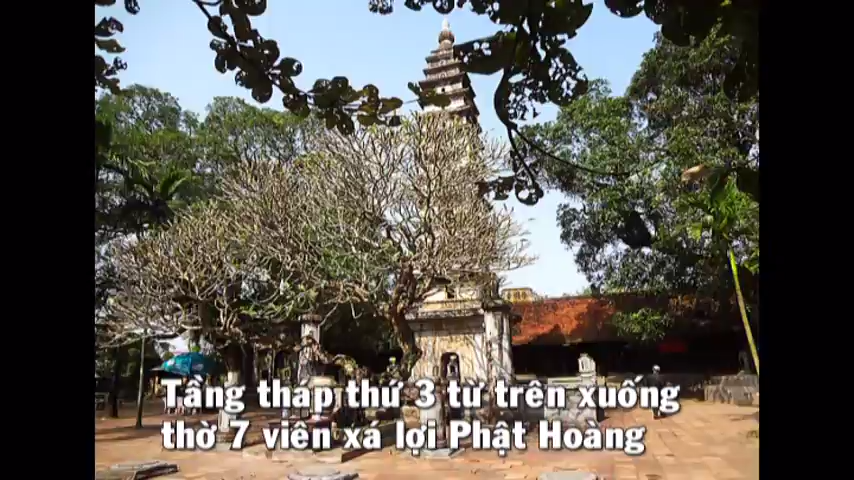 Tầng tháp thứ 3 từ trên xuống
thờ 7 viên xá lợi Phật Hoàng